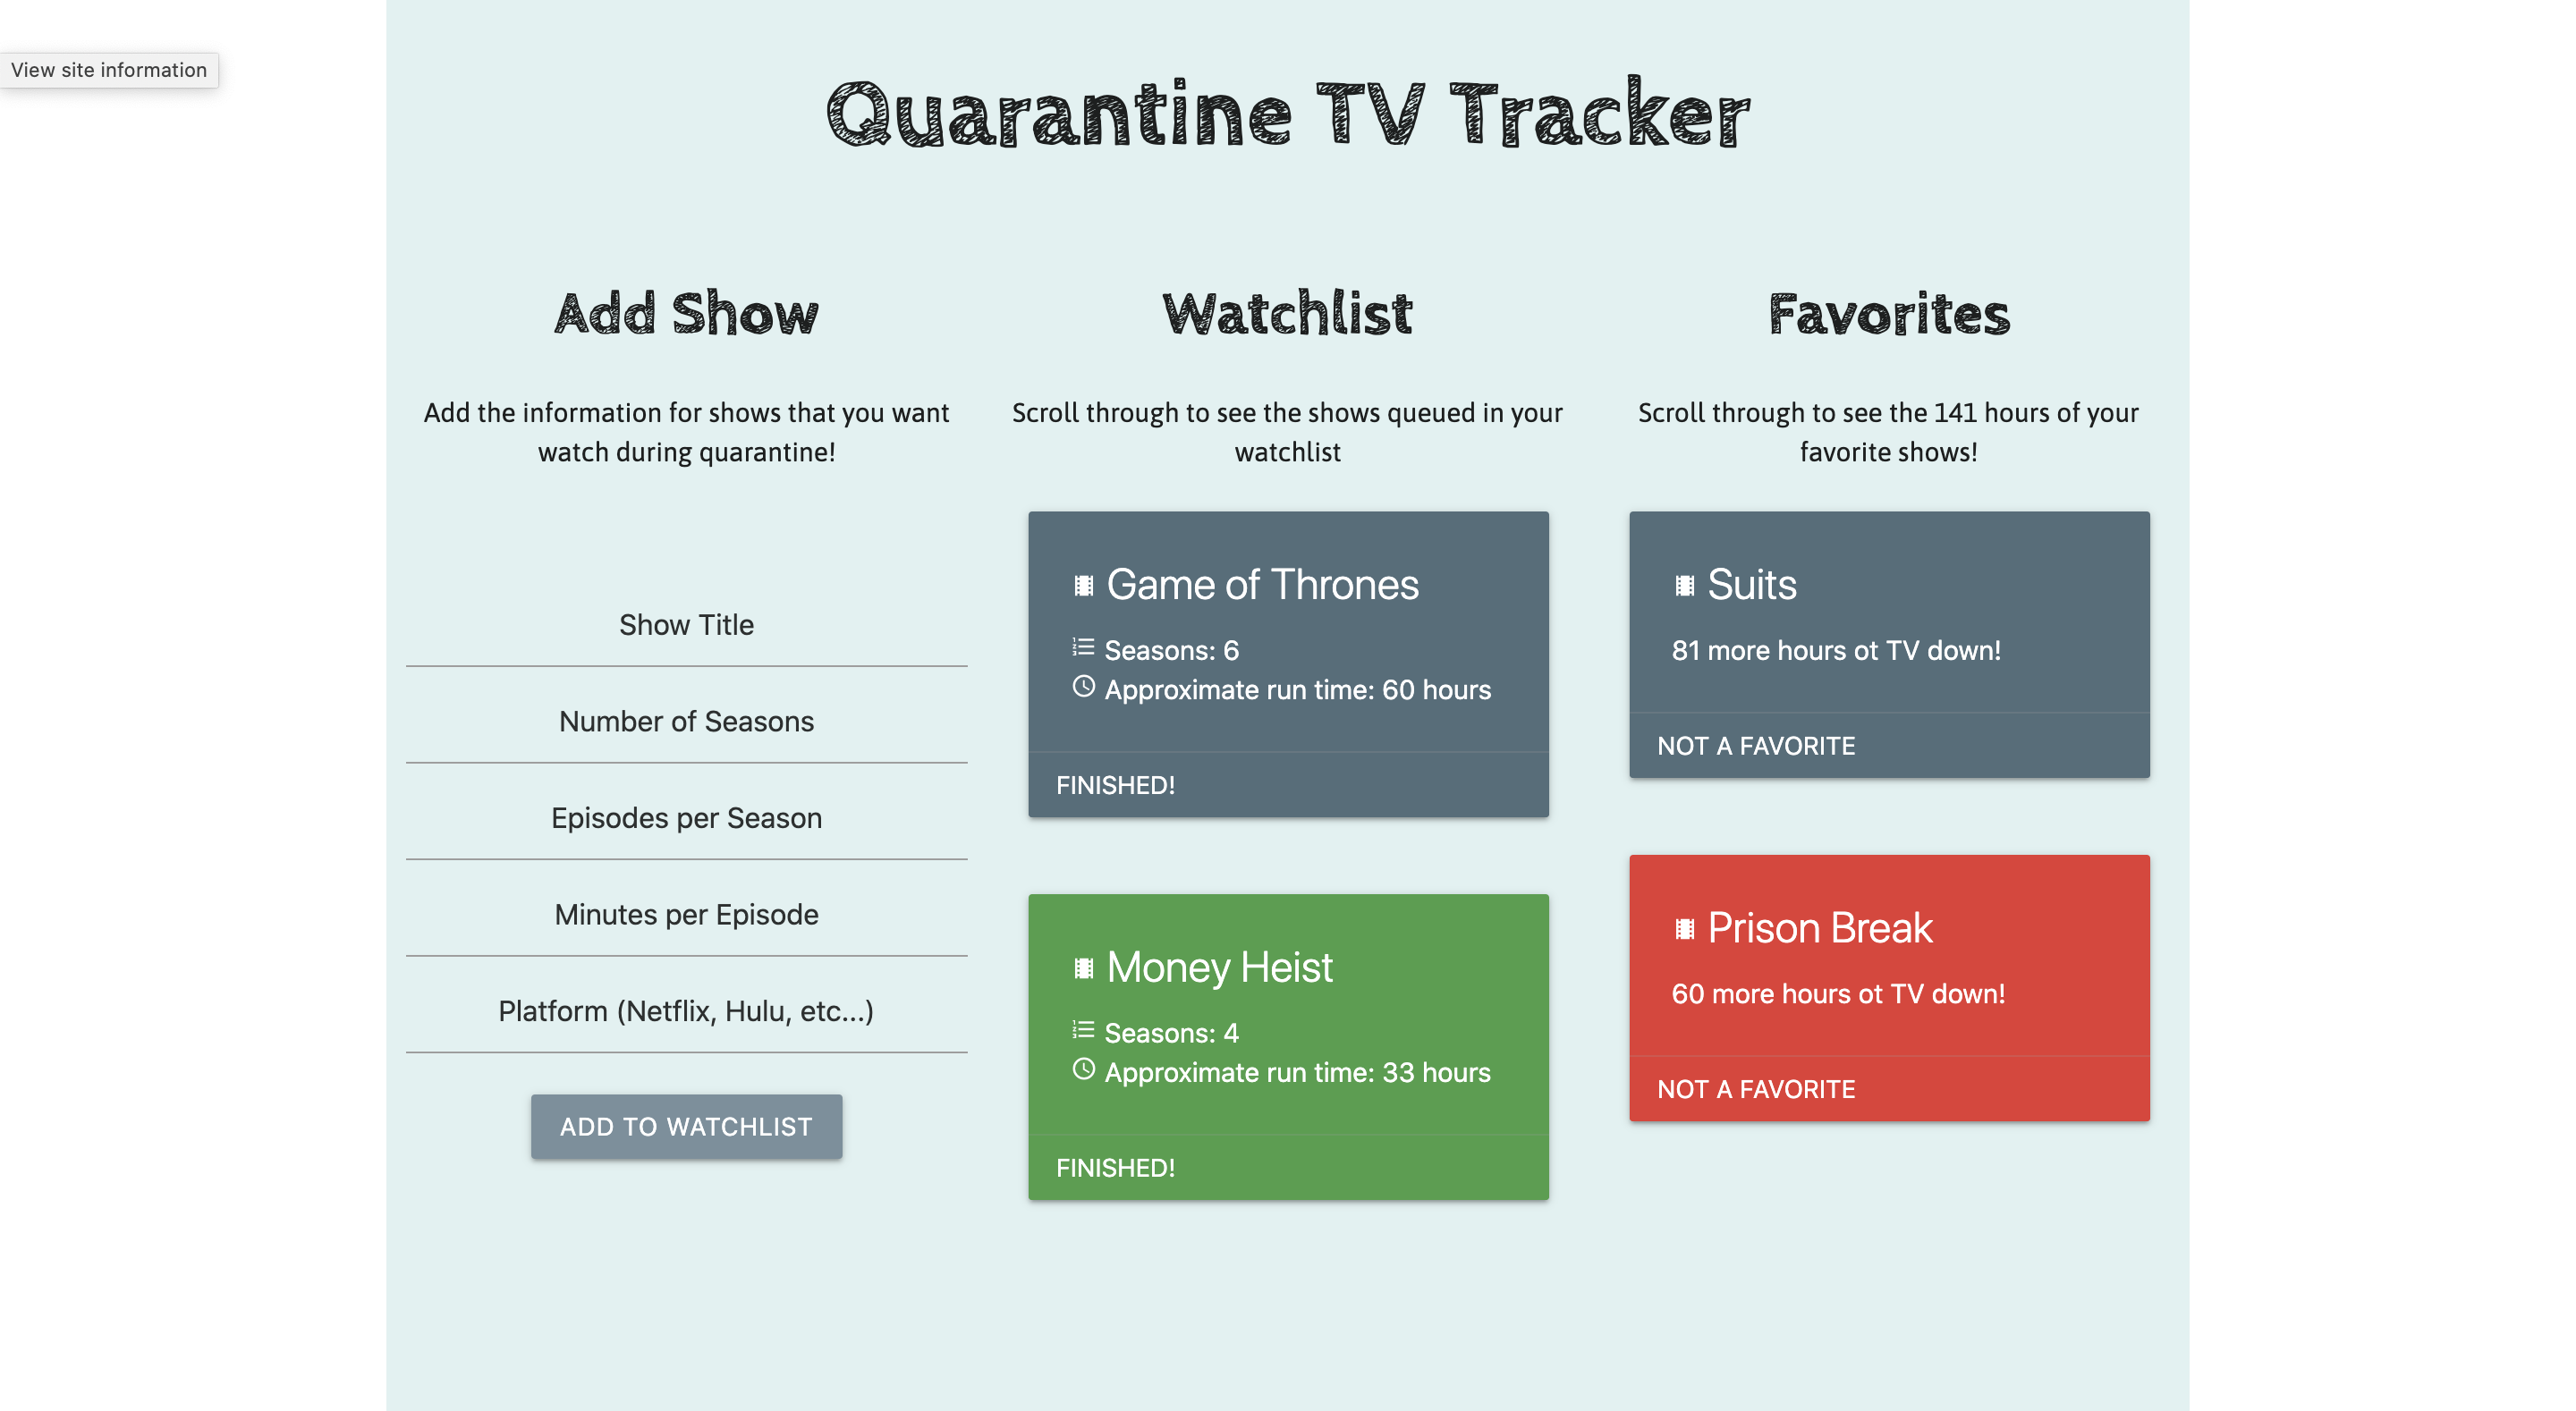 View site information
Quarantine TV Tracker
Add Show
Add the information for shows that you want
watch during quarantine!
Show Title
Number of Seasons
Episodes per Season
Minutes per Episode
Platform (Netflix, Hulu, etc...)
ADD TO WATCHLIST
Watchlist
Scroll through to see the shows queued in your
watchlist
Game of Thrones
Seasons: 6
Approximate run time: 60 hours
FINISHED!
Money Heist
Seasons: 4
Approximate run time: 33 hours
FINISHED!
Favorites
Scroll through to see the 141 hours of your
favorite shows!
Suits
81 more hours ot TV down!
NOT A FAVORITE
Prison Break
60 more hours ot TV down!
NOT A FAVORITE